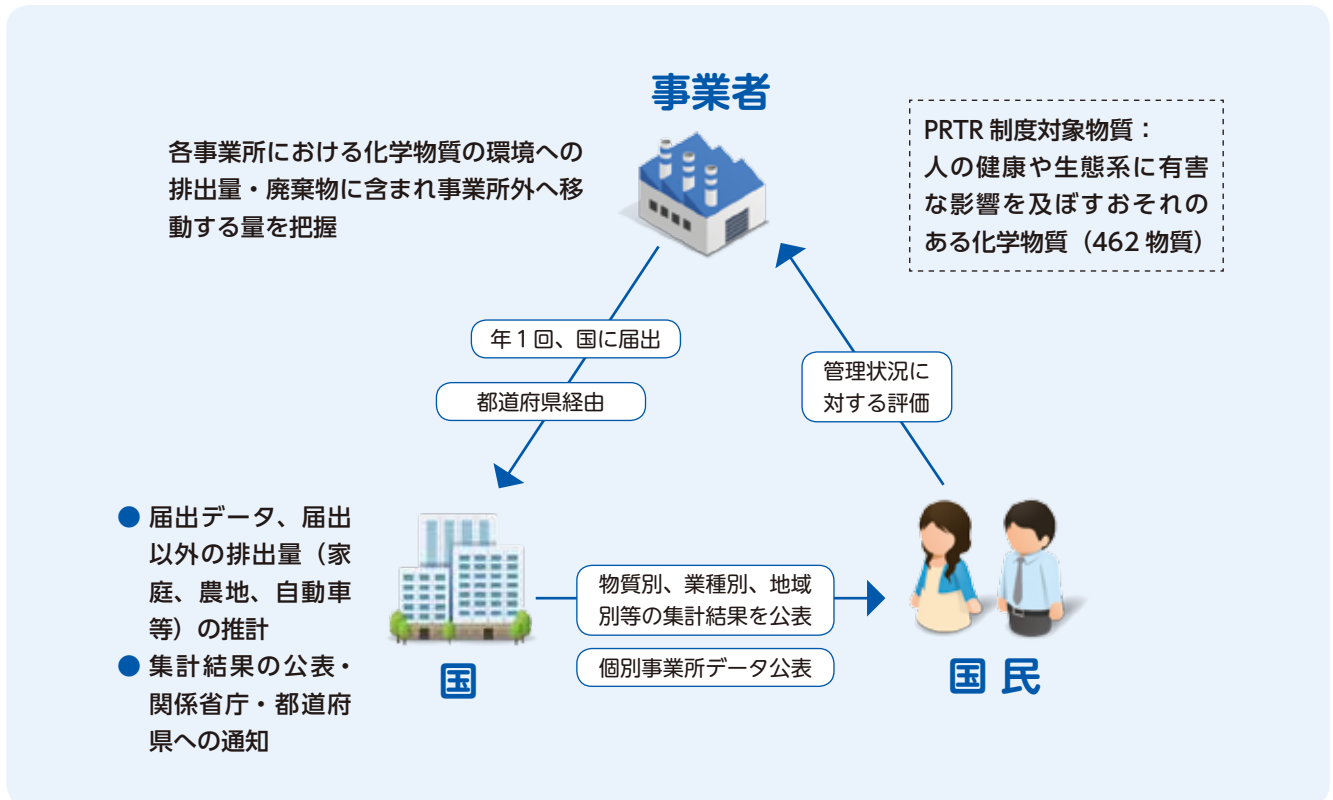 事業者
各事業所における化学物質の環境への
排出量・廃棄物に含まれ事業所外へ移
動する量を把握
PRTR 制度対象物質：
人の健康や生態系に有害
な影響を及ぼすおそれの
ある化学物質（462 物質）
年１回、国に届出
都道府県経由
管理状況に
対する評価
● 届出データ、届出
以外の排出量（家
庭、農地、自動車
等）の推計
● 集計結果の公表・
関係省庁・都道府
県への通知
国
物質別、業種別、地域
別等の集計結果を公表
個別事業所データ公表
国 民